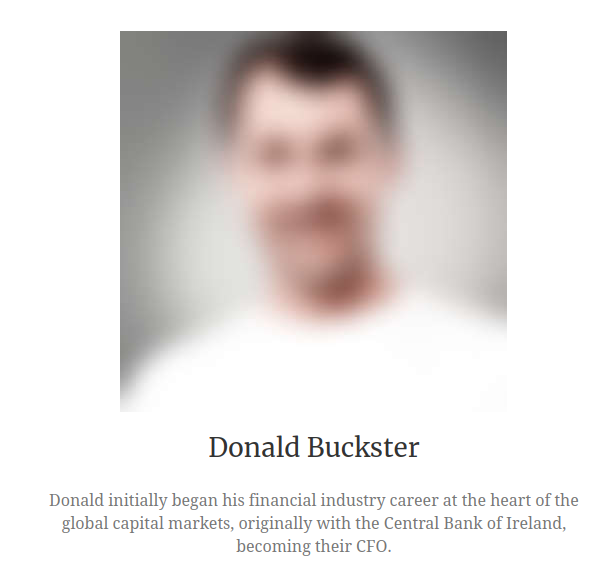 Donald Buckster
Donald initially began his financial industry career at the heart of the
global capital markets, originally with the Central Bank of Ireland,
becoming their CFO.